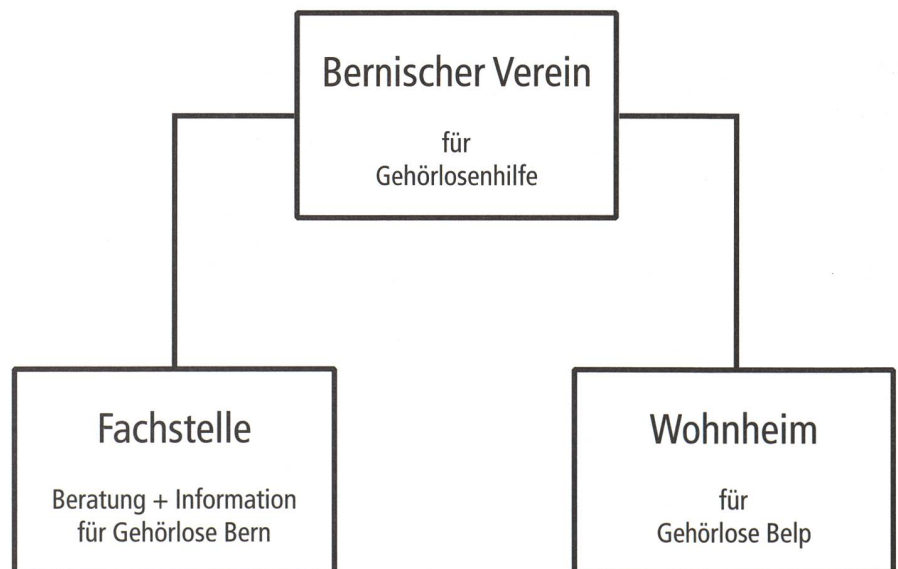 Bernischer Verein
für
Gehörlosenhilfe
Fachstelle
Beratung + Information
für Gehörlose Bern
Wohnheim
für
Gehörlose Belp